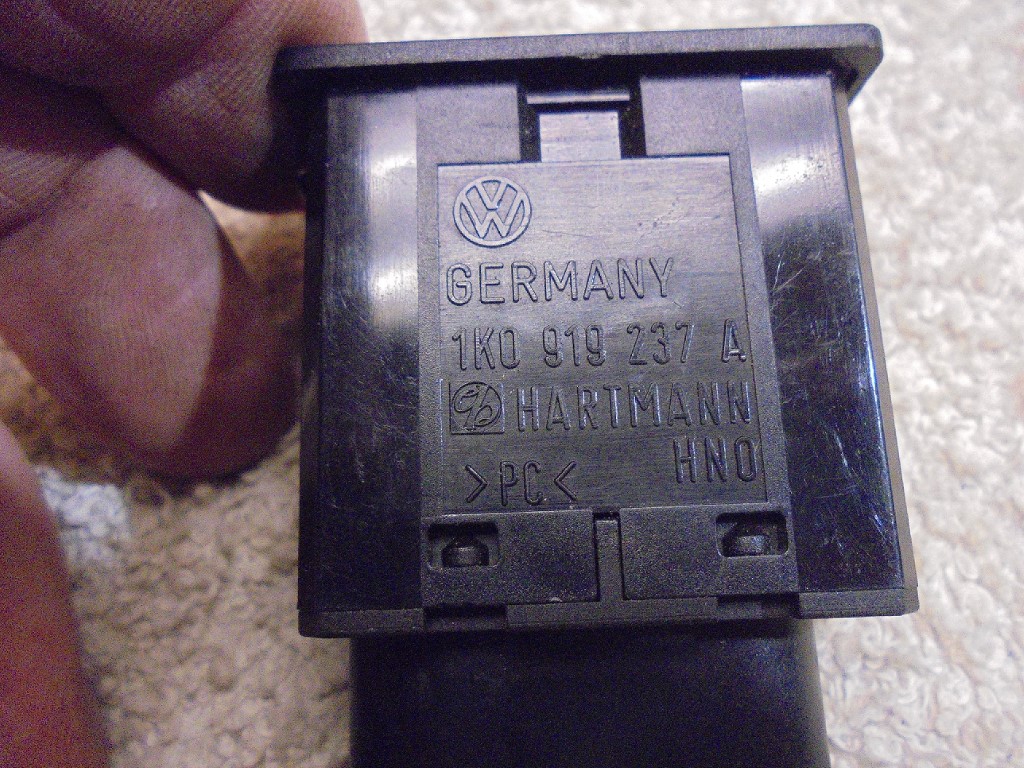 GERMANY
1K0 919 237 A
HARTMANN
HNO
>PC<